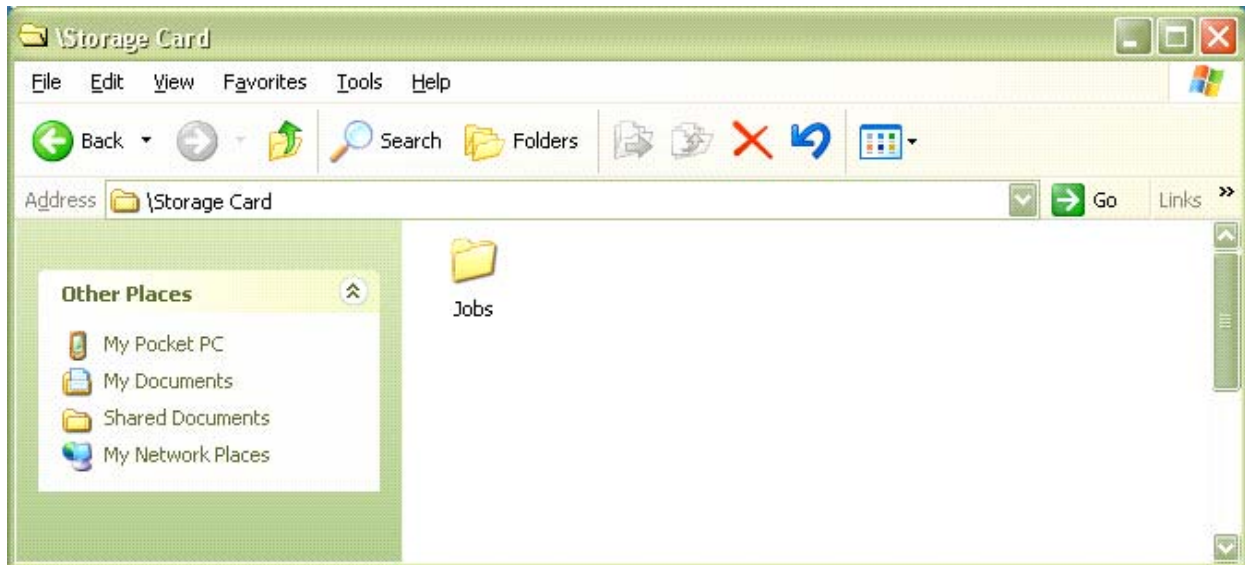 \Storage Card
File Edit View Favorites Tools Help
Back Search Folders
Address \Storage Card Go Links »
Other Places
Jobs
My Pocket PC
My Documents
Shared Documents
My Network Places